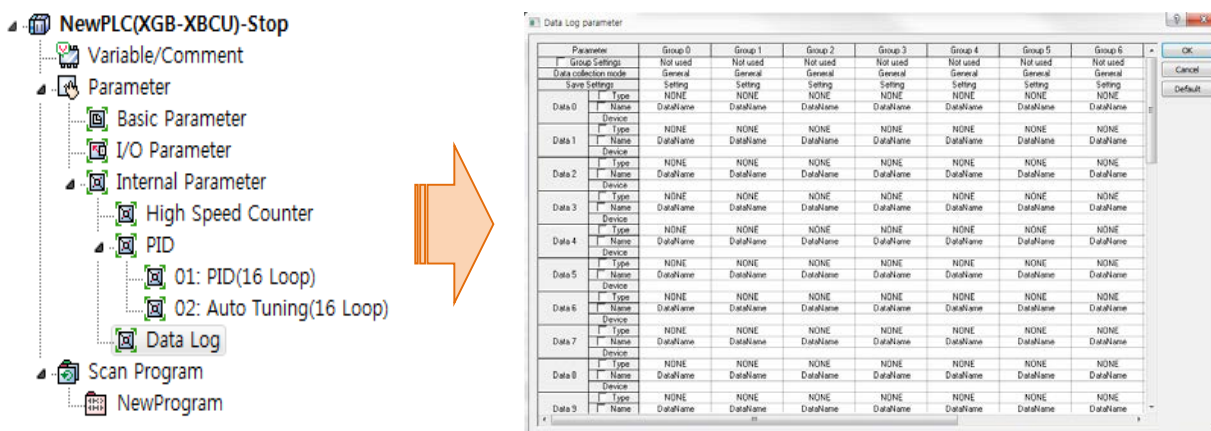 NewPLC(XGB-XBCU)-Stop
Variable/Comment
Parameter
Basic Parameter
I/O Parameter
Internal Parameter
High Speed Counter
PID
01: PID(16 Loop)
02: Auto Tuning(16 Loop)
Data Log
Scan Program
NewProgram
Data Log parameter
Parameter Group 0 Group 1 Group 2 Group 3 Group 4 Group 5 Group 6
Group Settings Not used Not used Not used Not used Not used Not used Not used
Data collection mode General General General General General General General
Save Settings Setting Setting Setting Setting Setting Setting Setting
Data 0 Type NONE NONE NONE NONE NONE NONE NONE
Name DataName DataName DataName DataName DataName DataName DataName
Device
Data 1 Type NONE NONE NONE NONE NONE NONE NONE
Name DataName DataName DataName DataName DataName DataName DataName
Device
Data 2 Type NONE NONE NONE NONE NONE NONE NONE
Name DataName DataName DataName DataName DataName DataName DataName
Device
Data 3 Type NONE NONE NONE NONE NONE NONE NONE
Name DataName DataName DataName DataName DataName DataName DataName
Device
Data 4 Type NONE NONE NONE NONE NONE NONE NONE
Name DataName DataName DataName DataName DataName DataName DataName
Device
Data 5 Type NONE NONE NONE NONE NONE NONE NONE
Name DataName DataName DataName DataName DataName DataName DataName
Device
Data 6 Type NONE NONE NONE NONE NONE NONE NONE
Name DataName DataName DataName DataName DataName DataName DataName
Device
Data 7 Type NONE NONE NONE NONE NONE NONE NONE
Name DataName DataName DataName DataName DataName DataName DataName
Device
Data 8 Type NONE NONE NONE NONE NONE NONE NONE
Name DataName DataName DataName DataName DataName DataName DataName
Device
Data 9 Type NONE NONE NONE NONE NONE NONE NONE
Name DataName DataName DataName DataName DataName DataName DataName
OK
Cancel
Default